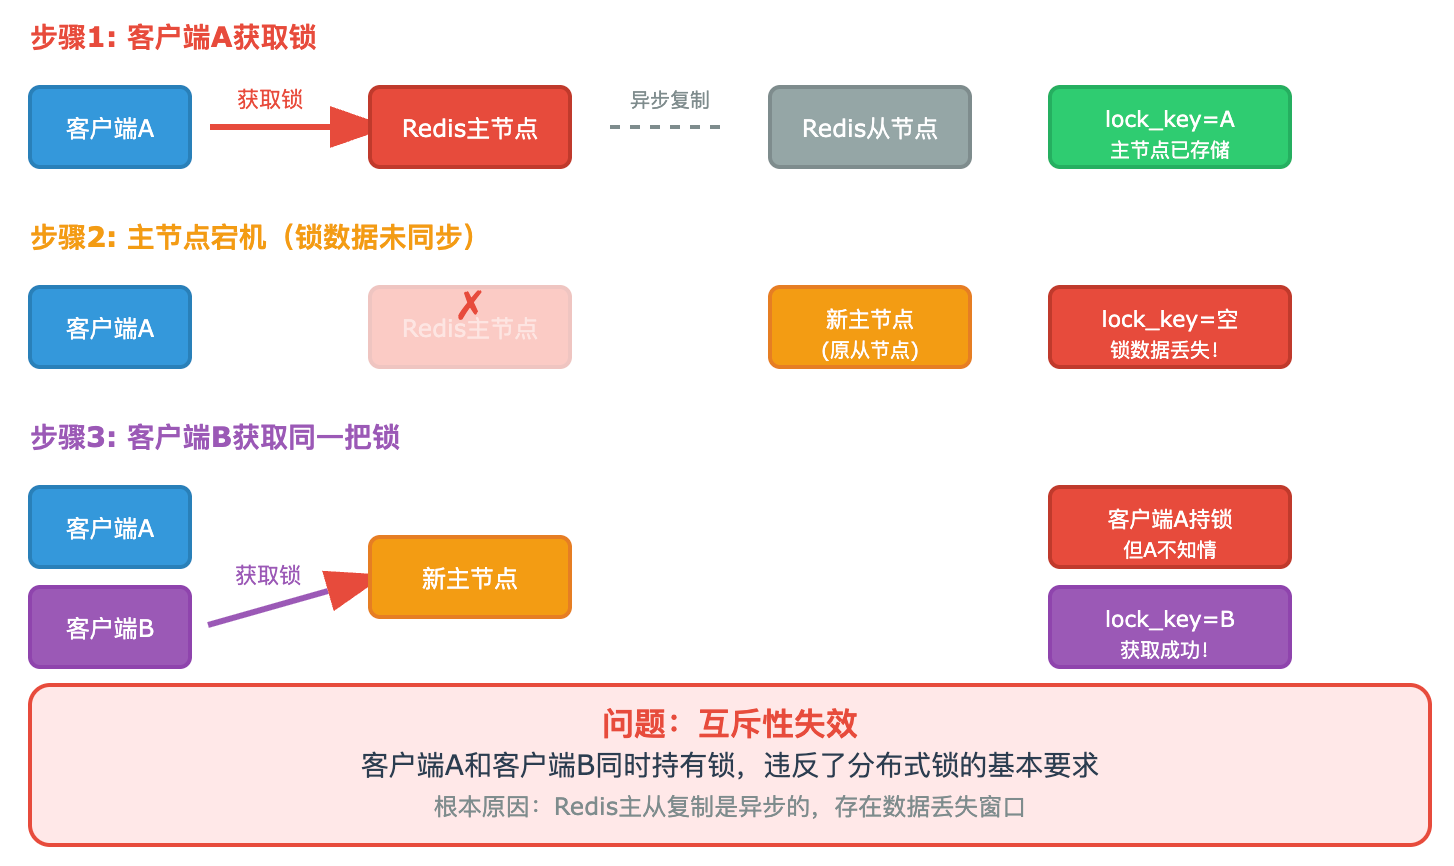 步骤1: 客户端A获取锁
客户端A
获取锁
Redis主节点
异步复制
Redis从节点
lock_key=A
主节点已存储
步骤2: 主节点宕机（锁数据未同步）
客户端A
✗
Redis主节点
新主节点
(原从节点)
lock_key=空
锁数据丢失!
步骤3: 客户端B获取同一把锁
客户端A
客户端B
获取锁
新主节点
客户端A持锁
但A不知情
lock_key=B
获取成功!
问题：互斥性失效
客户端A和客户端B同时持有锁，违反了分布式锁的基本要求
根本原因：Redis主从复制是异步的，存在数据丢失窗口